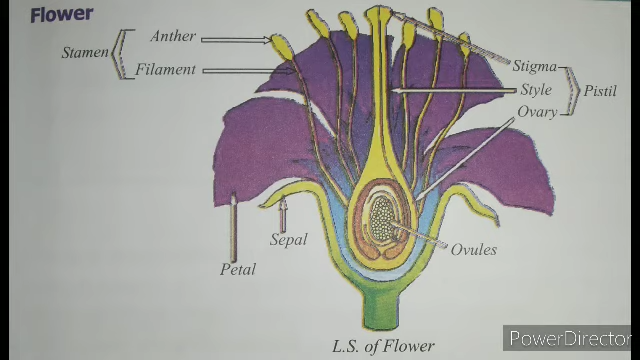 Flower
Anther
Stamen
Filament
Stigma
Style
Pistil
Ovary
Sepal
Ovules
Petal
L.S. of Flower
PowerDirector